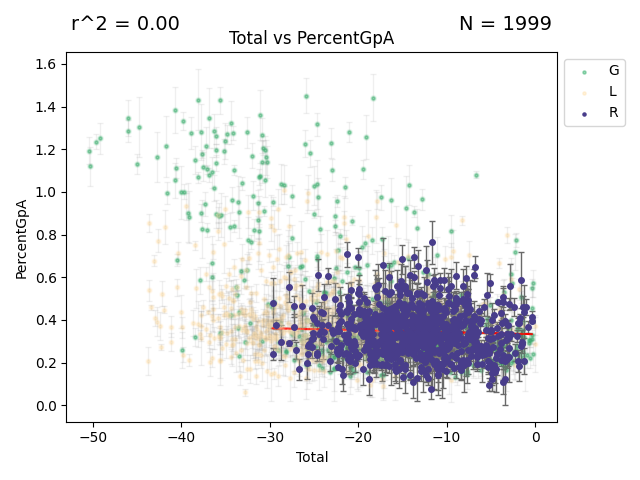 r^2 = 0.00
N = 1999
Total vs PercentGpA
G
L
R
PercentGpA
1.6
1.4
1.2
1.0
0.8
0.6
0.4
0.2
0.0
−50
−40
−30
−20
−10
0
Total